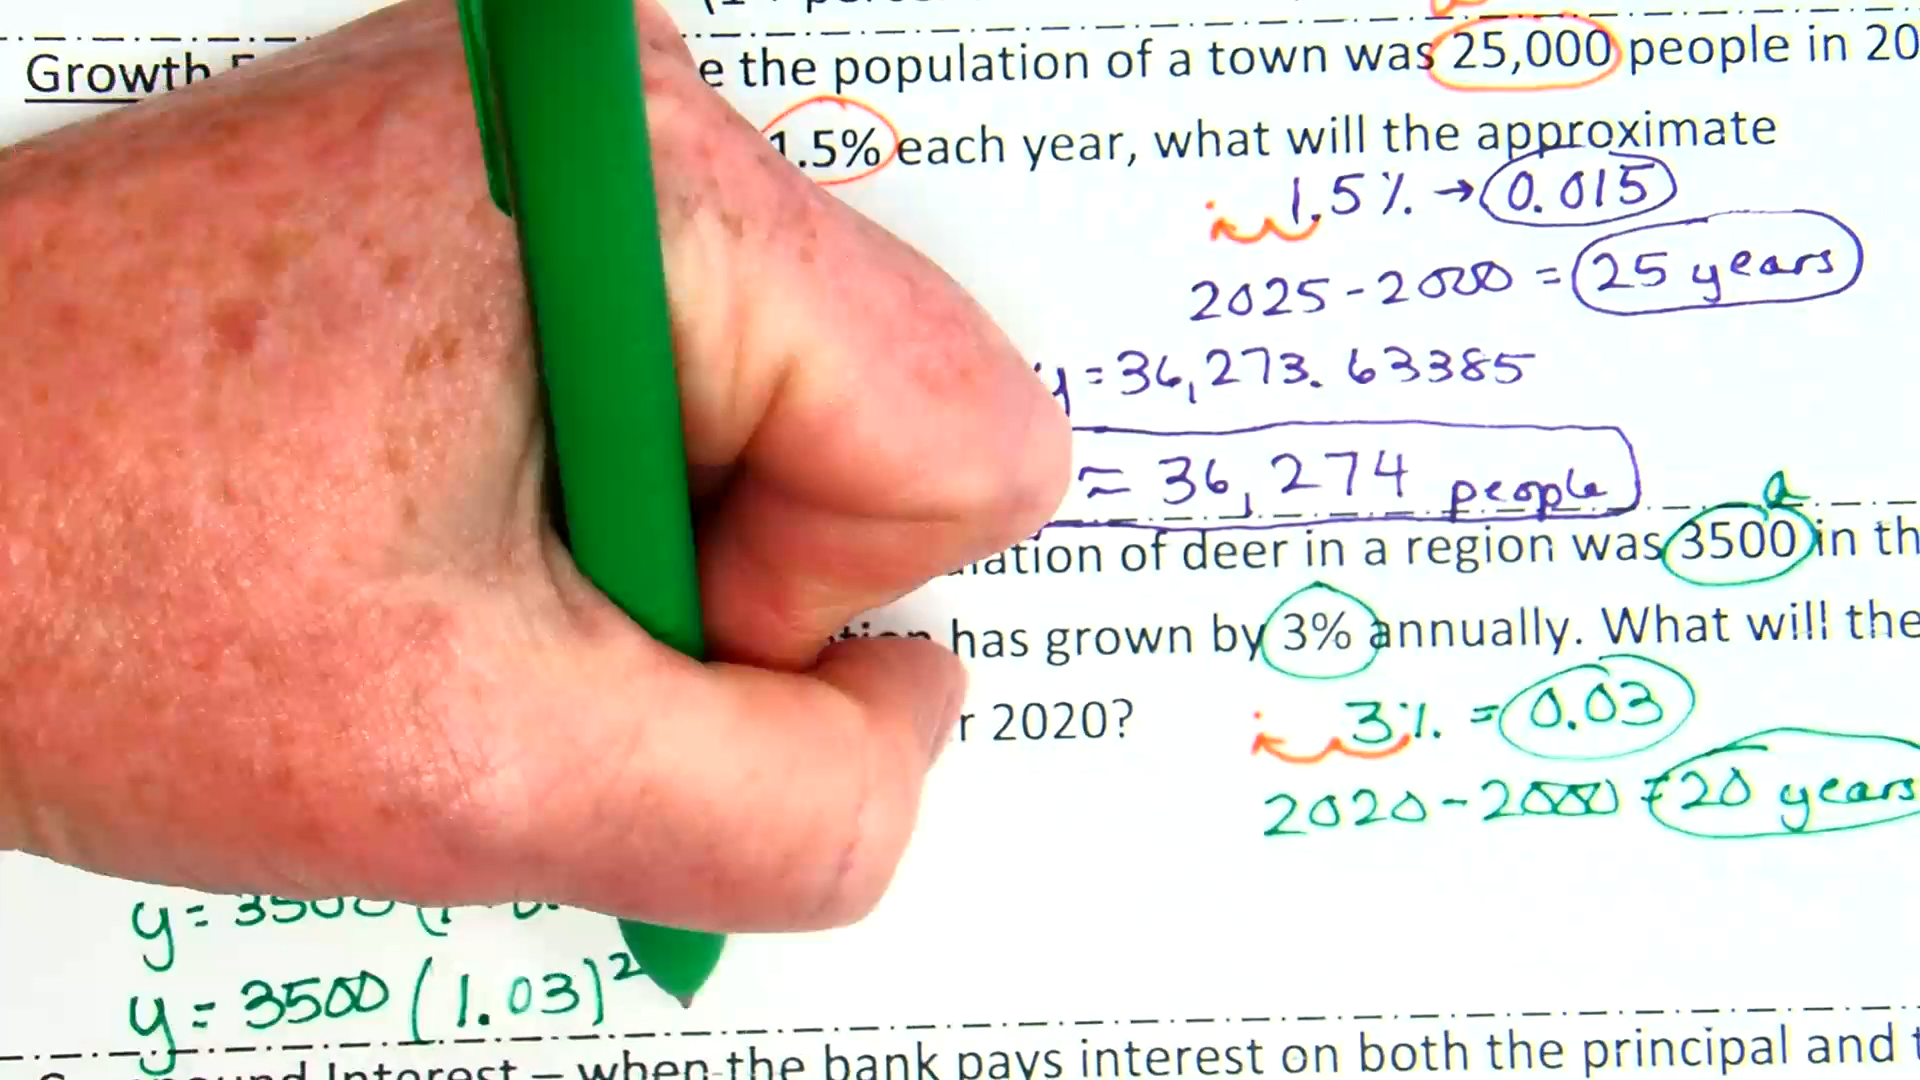 Growth
e the population of a town was 25,000 people in 20
1.5% each year, what will the approximate
1.5% → 0.015
2025 - 2000 = 25 years
y = 36,273.63385
≈ 36,274 people
a
ation of deer in a region was 3500 in th
has grown by 3% annually. What will the
r 2020?
3% = 0.03
2020 - 2000 = 20 years
y = 3500 (1
y = 3500 (1.03)²
Interest – when the bank pays interest on both the principal and